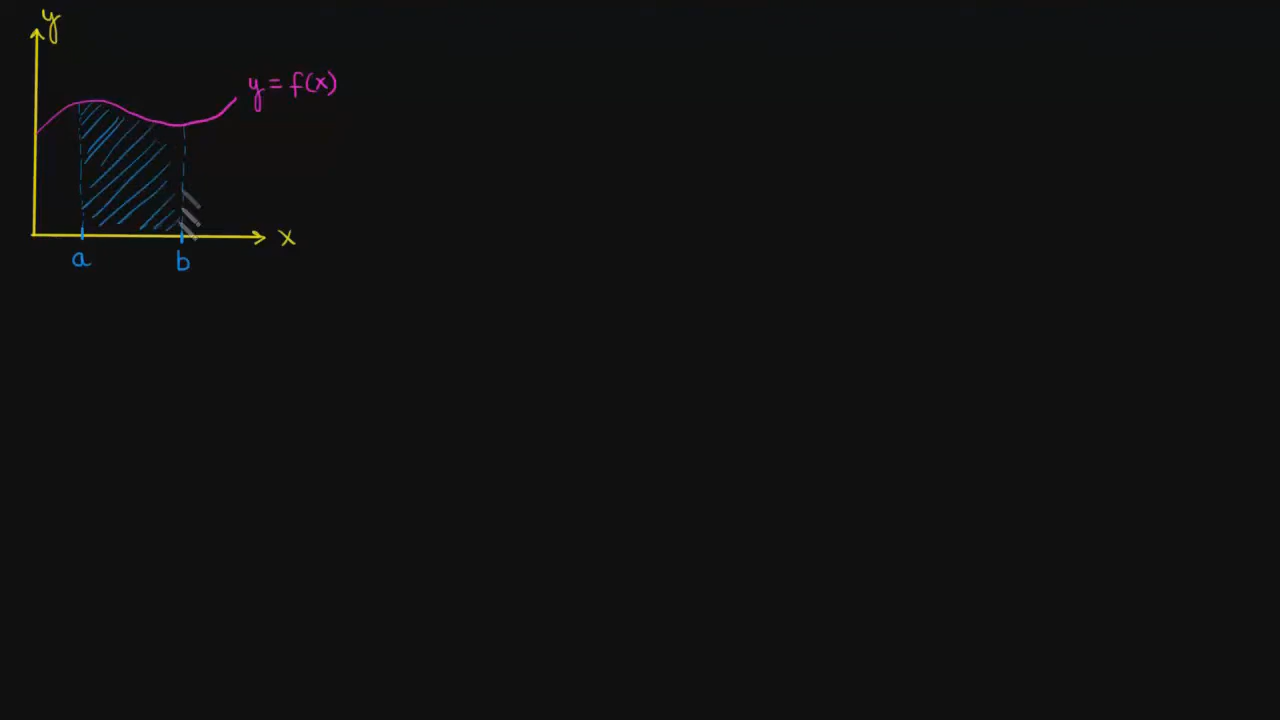 y
y = f(x)
x
a
b